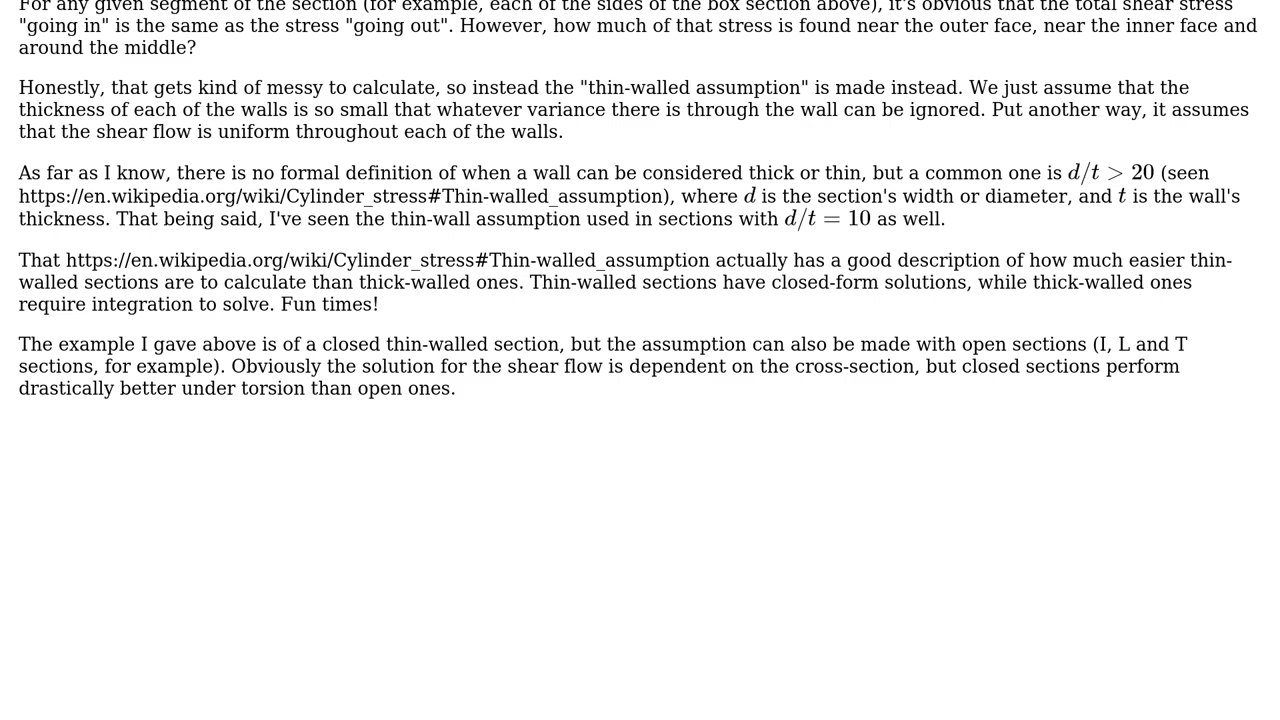 For any given segment of the section (for example, each of the sides of the box section above), it's obvious that the total shear stress
"going in" is the same as the stress "going out". However, how much of that stress is found near the outer face, near the inner face and
around the middle?
Honestly, that gets kind of messy to calculate, so instead the "thin-walled assumption" is made instead. We just assume that the
thickness of each of the walls is so small that whatever variance there is through the wall can be ignored. Put another way, it assumes
that the shear flow is uniform throughout each of the walls.
As far as I know, there is no formal definition of when a wall can be considered thick or thin, but a common one is d/t > 20 (seen
https://en.wikipedia.org/wiki/Cylinder_stress#Thin-walled_assumption), where d is the section's width or diameter, and t is the wall's
thickness. That being said, I've seen the thin-wall assumption used in sections with d/t = 10 as well.
That https://en.wikipedia.org/wiki/Cylinder_stress#Thin-walled_assumption actually has a good description of how much easier thin-
walled sections are to calculate than thick-walled ones. Thin-walled sections have closed-form solutions, while thick-walled ones
require integration to solve. Fun times!
The example I gave above is of a closed thin-walled section, but the assumption can also be made with open sections (I, L and T
sections, for example). Obviously the solution for the shear flow is dependent on the cross-section, but closed sections perform
drastically better under torsion than open ones.